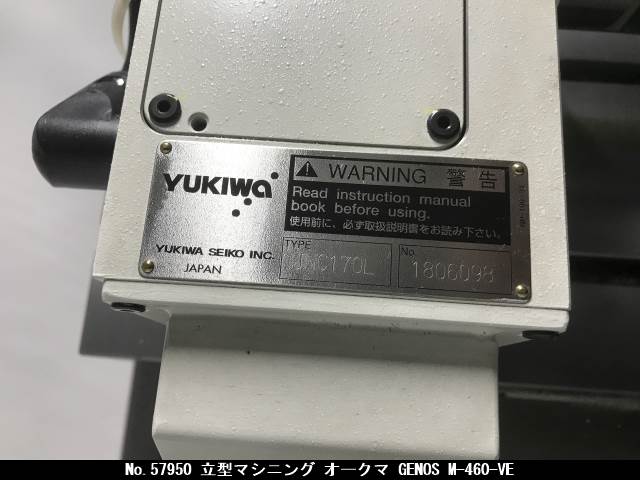 YUKIWA
YUKIWA SEIKO INC.
JAPAN
WARNING 警告
Read instruction manual
book before using.
使用前に、必ず取扱説明書をお読み下さい。
TYPE
JNC170L
No.
1806098
No.57950 立型マシニング オークマ GENOS M-460-VE